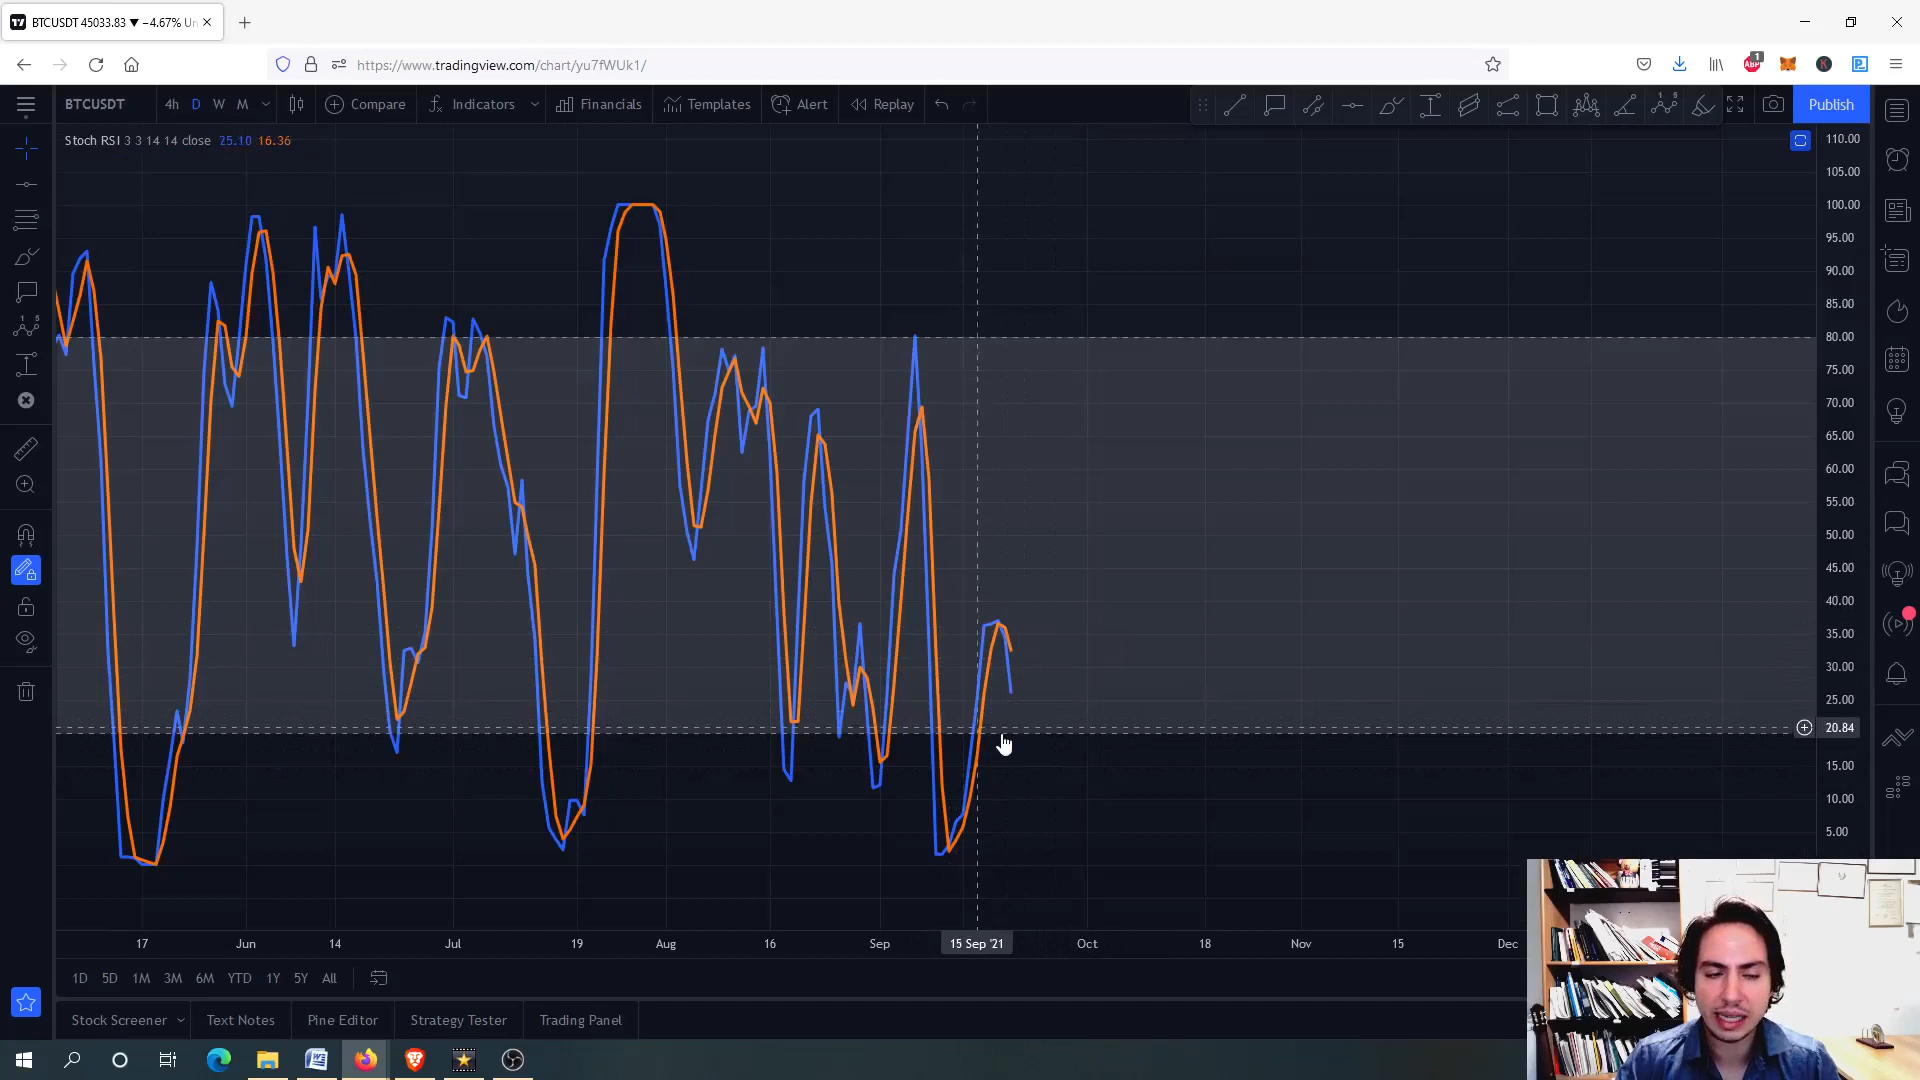 BTCUSDT 45033.83 ▼ −4.67% Un
https://www.tradingview.com/chart/yu7fWUk1/
ABP 1
BTCUSDT 4h D W M Compare Indicators Financials Templates Alert Replay Publish
Stoch RSI 3 3 14 14 close 25.10 16.36
110.00
105.00
100.00
95.00
90.00
85.00
80.00
75.00
70.00
65.00
60.00
55.00
50.00
45.00
40.00
35.00
30.00
25.00
20.84
15.00
10.00
5.00
17 Jun 14 Jul 19 Aug 16 Sep 15 Sep '21 Oct 18 Nov 15 Dec
1D 5D 1M 3M 6M YTD 1Y 5Y All
Stock Screener Text Notes Pine Editor Strategy Tester Trading Panel